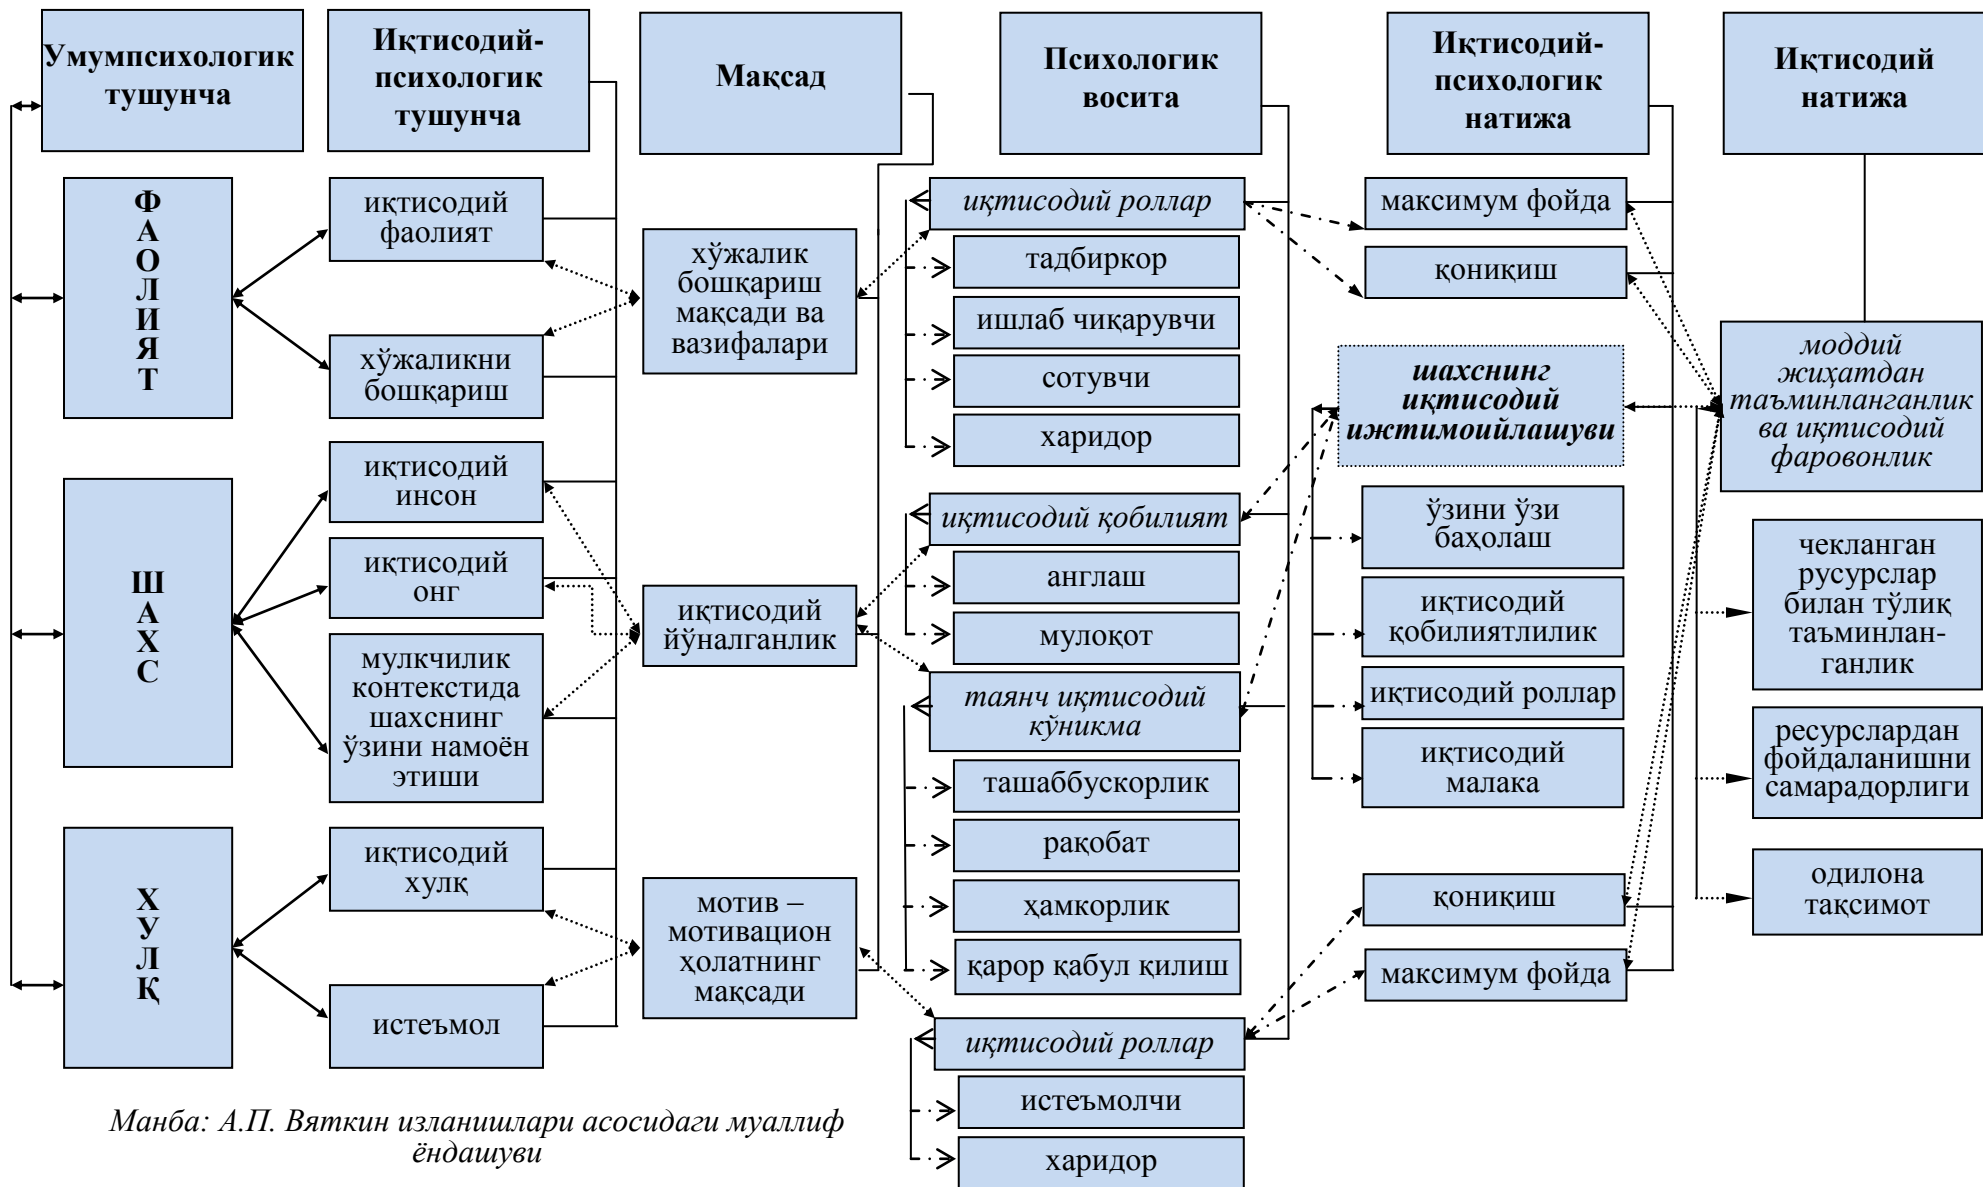 Умумпсихологик
тушунча
Иқтисодий-
психологик
тушунча
Мақсад
Психологик
восита
Иқтисодий-
психологик
натижа
Иқтисодий
натижа
Ф
А
О
Л
И
Я
Т
иқтисодий
фаолият
хўжаликни
бошқариш
хўжалик
бошқариш
мақсади ва
вазифалари
иқтисодий роллар
тадбиркор
ишлаб чиқарувчи
сотувчи
харидор
максимум фойда
қониқиш
шахснинг
иқтисодий
ижтимоийлашуви
моддий
жиҳатдан
таъминланганлик
ва иқтисодий
фаровонлик
Ш
А
Х
С
иқтисодий
инсон
иқтисодий
онг
мулкчилик
контекстида
шахснинг
ўзини намоён
этиши
иқтисодий
йўналганлик
иқтисодий қобилият
англаш
мулоқот
таянч иқтисодий
кўникма
ташаббускорлик
рақобат
ҳамкорлик
қарор қабул қилиш
ўзини ўзи
баҳолаш
иқтисодий
қобилиятлилик
иқтисодий роллар
иқтисодий
малака
чекланган
русурслар
билан тўлиқ
таъминлан-
ганлик
ресурслардан
фойдаланишни
самарадорлиги
одилона
тақсимот
Х
У
Л
Қ
иқтисодий
хулқ
истеъмол
мотив –
мотивацион
ҳолатнинг
мақсади
иқтисодий роллар
истеъмолчи
харидор
қониқиш
максимум фойда
Манба: А.П. Вяткин изланишлари асосидаги муаллиф
ёндашуви